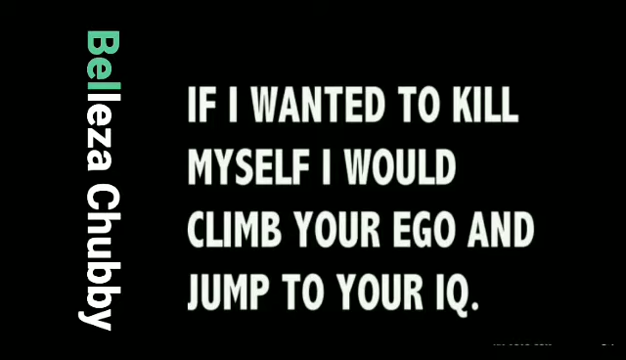 Belleza Chubby
IF I WANTED TO KILL
MYSELF I WOULD
CLIMB YOUR EGO AND
JUMP TO YOUR IQ.